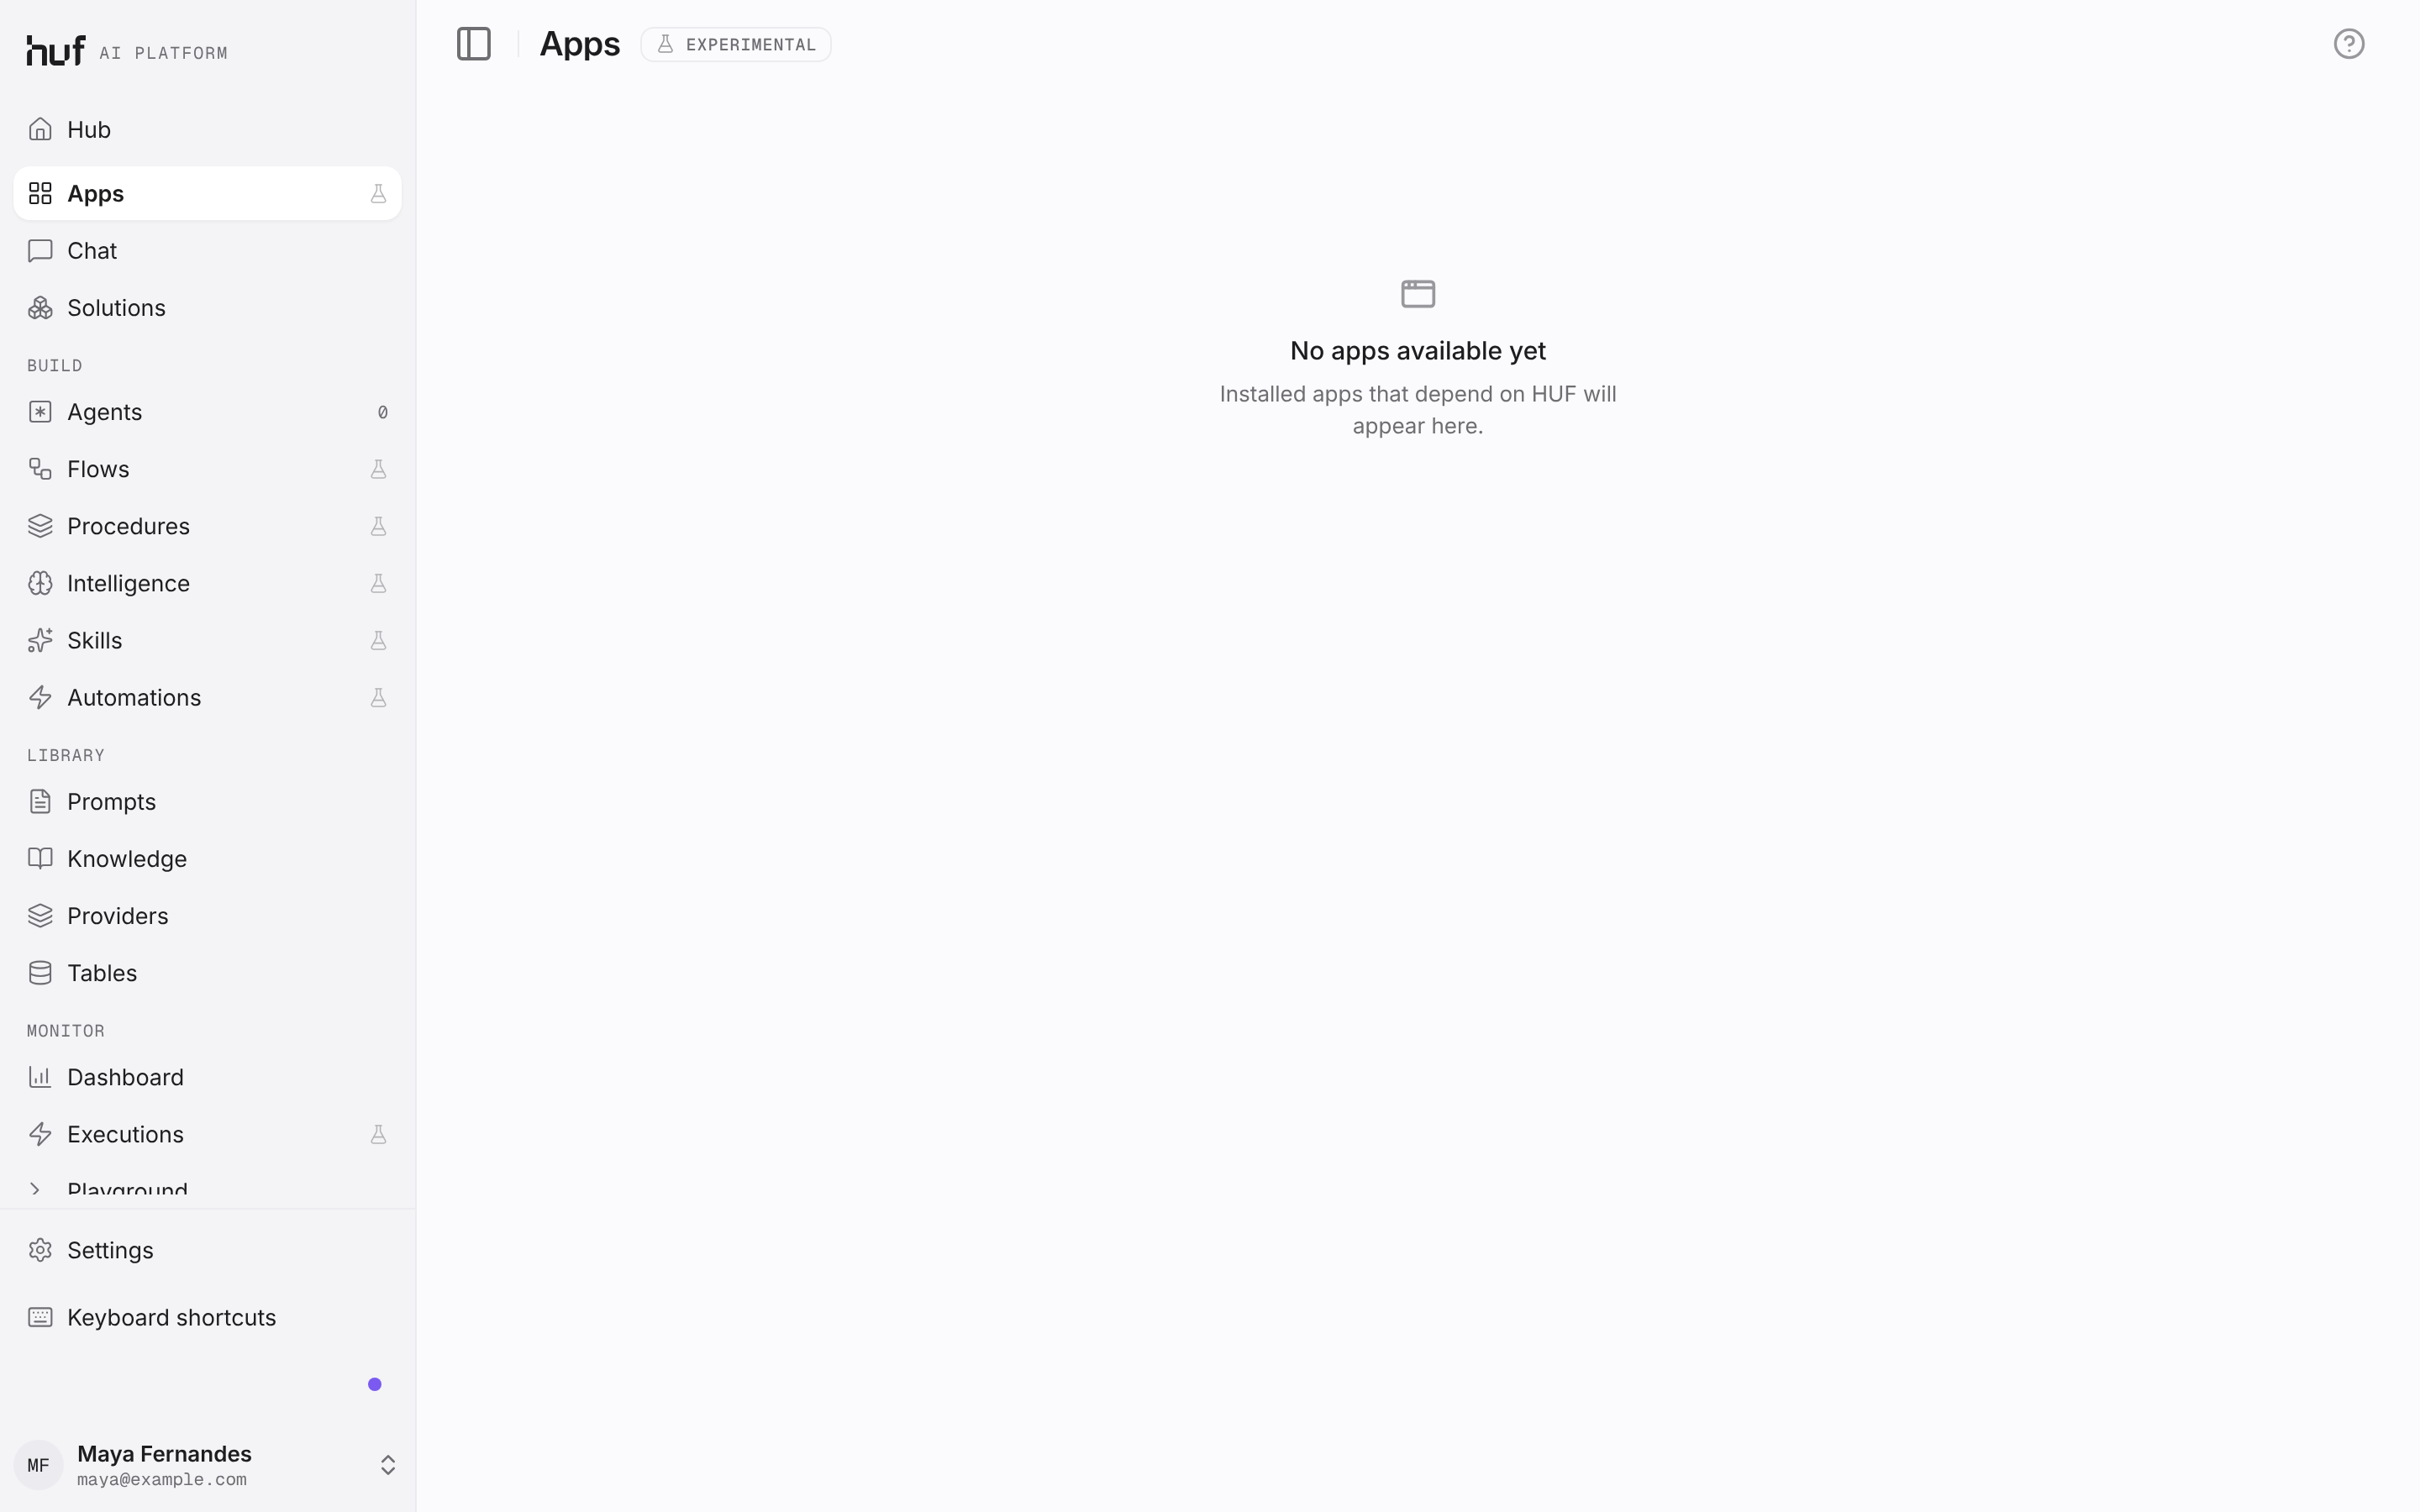 huf AI PLATFORM
Hub
Apps
Chat
Solutions
BUILD
Agents 0
Flows
Procedures
Intelligence
Skills
Automations
LIBRARY
Prompts
Knowledge
Providers
Tables
MONITOR
Dashboard
Executions
Playground
Settings
Keyboard shortcuts
MF
Maya Fernandes
maya@example.com
Apps EXPERIMENTAL
No apps available yet
Installed apps that depend on HUF will
appear here.